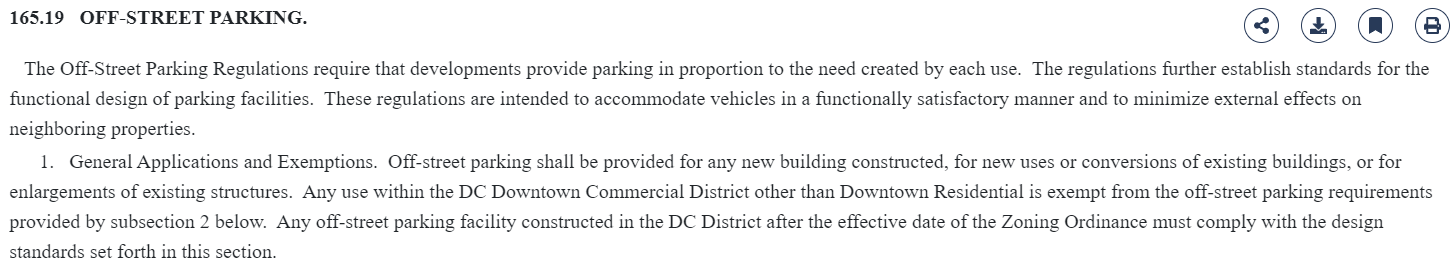 165.19   OFF-STREET PARKING.
The Off-Street Parking Regulations require that developments provide parking in proportion to the need created by each use.  The regulations further establish standards for the
functional design of parking facilities.  These regulations are intended to accommodate vehicles in a functionally satisfactory manner and to minimize external effects on
neighboring properties.
1.   General Applications and Exemptions.  Off-street parking shall be provided for any new building constructed, for new uses or conversions of existing buildings, or for
enlargements of existing structures.  Any use within the DC Downtown Commercial District other than Downtown Residential is exempt from the off-street parking requirements
provided by subsection 2 below.  Any off-street parking facility constructed in the DC District after the effective date of the Zoning Ordinance must comply with the design
standards set forth in this section.